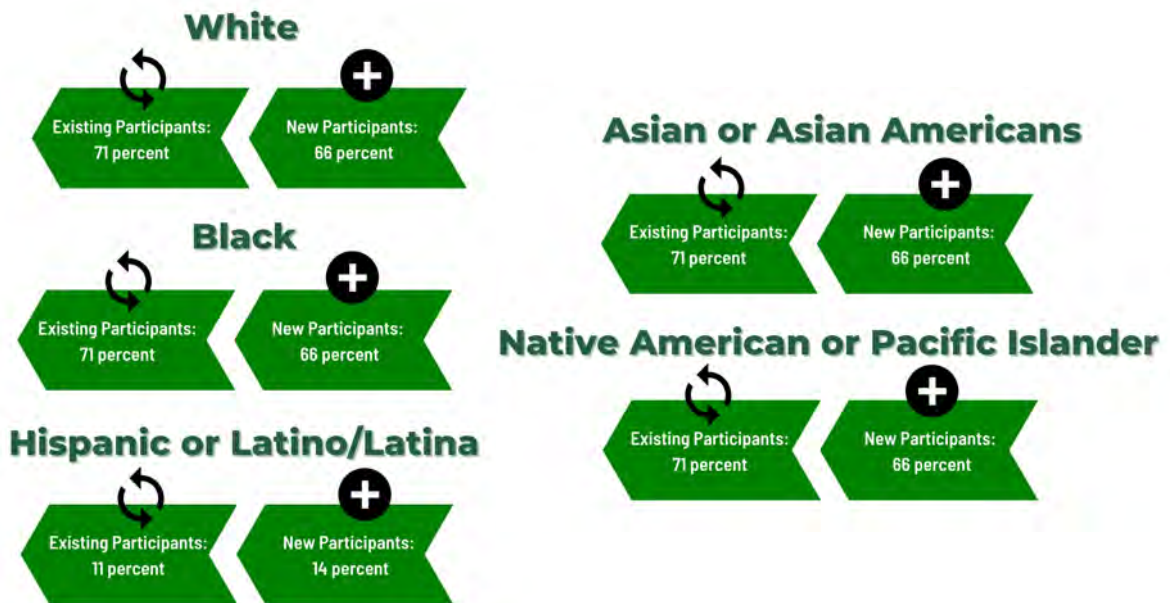 White
Existing Participants:
71 percent
New Participants:
66 percent
Black
Existing Participants:
71 percent
New Participants:
66 percent
Hispanic or Latino/Latina
Existing Participants:
11 percent
New Participants:
14 percent
Asian or Asian Americans
Existing Participants:
71 percent
New Participants:
66 percent
Native American or Pacific Islander
Existing Participants:
71 percent
New Participants:
66 percent